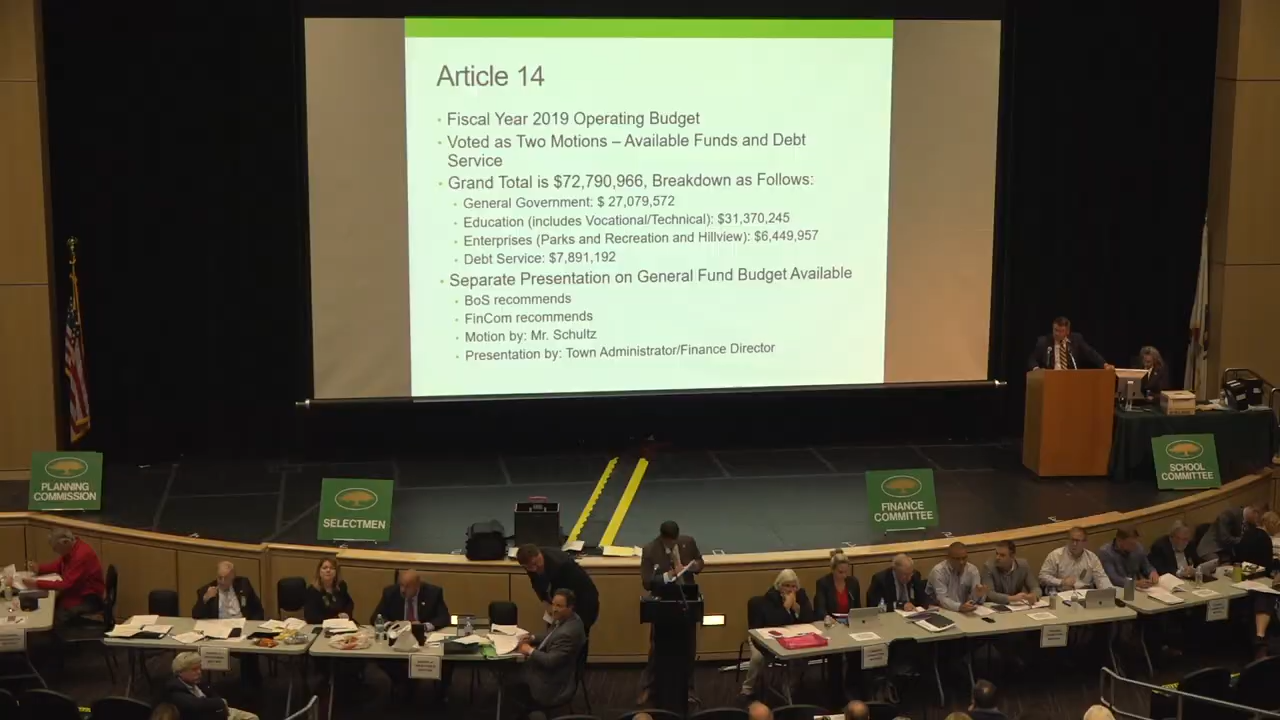 Article 14
• Fiscal Year 2019 Operating Budget
• Voted as Two Motions – Available Funds and Debt
Service
• Grand Total is $72,790,966, Breakdown as Follows:
• General Government: $ 27,079,572
• Education (includes Vocational/Technical): $31,370,245
• Enterprises (Parks and Recreation and Hillview): $6,449,957
• Debt Service: $7,891,192
• Separate Presentation on General Fund Budget Available
• BoS recommends
• FinCom recommends
• Motion by: Mr. Schultz
• Presentation by: Town Administrator/Finance Director
PLANNING
COMMISSION
SELECTMEN
FINANCE
COMMITTEE
SCHOOL
COMMITTEE